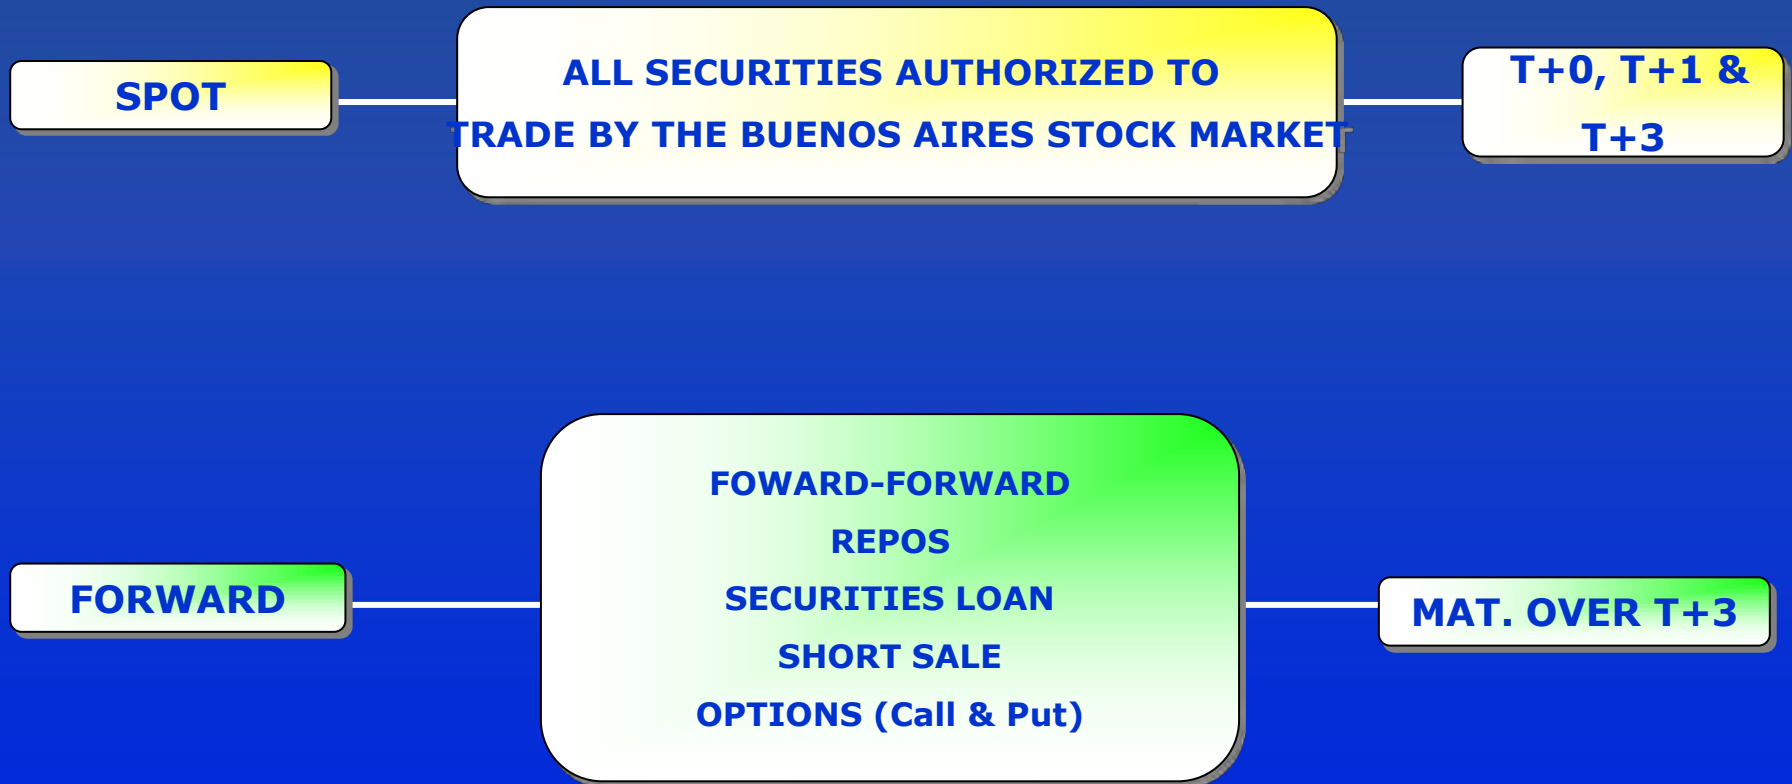 SPOT
ALL SECURITIES AUTHORIZED TO
TRADE BY THE BUENOS AIRES STOCK MARKET
T+0, T+1 &
T+3
FORWARD
FOWARD-FORWARD
REPOS
SECURITIES LOAN
SHORT SALE
OPTIONS (Call & Put)
MAT. OVER T+3